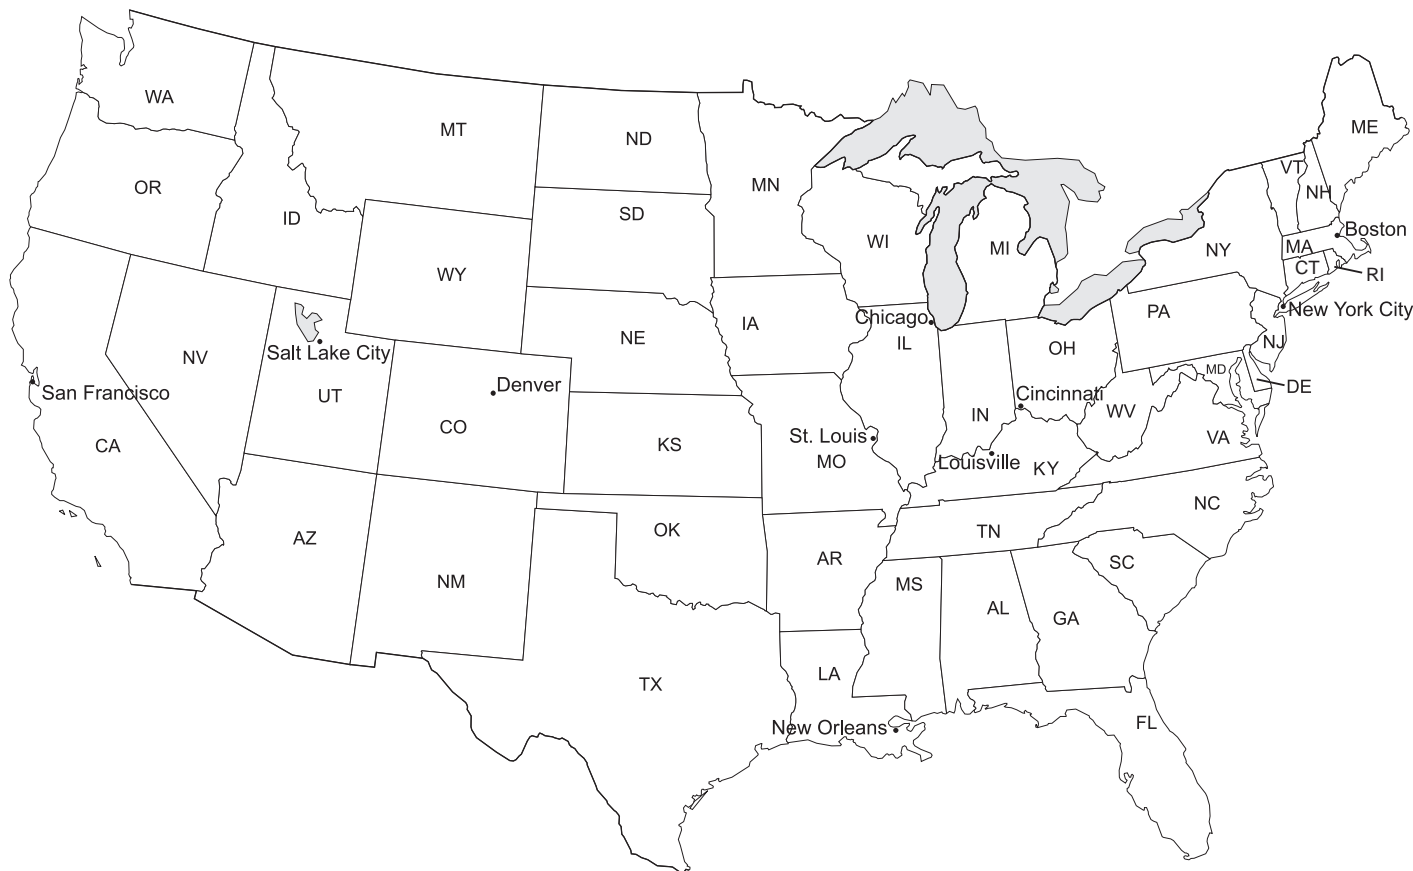 WA
MT
ND
MN
ME
VT
NH
OR
ID
SD
WI
MI
NY
Boston
MA
CT
RI
WY
New York City
PA
NJ
Chicago
IA
IL
OH
NE
NV
Salt Lake City
UT
San Francisco
Denver
MD
DE
Cincinnati
WV
IN
CO
CA
KS
St. Louis
MO
VA
Louisville
KY
NC
OK
AZ
TN
AR
SC
NM
MS
AL
GA
TX
LA
New Orleans
FL